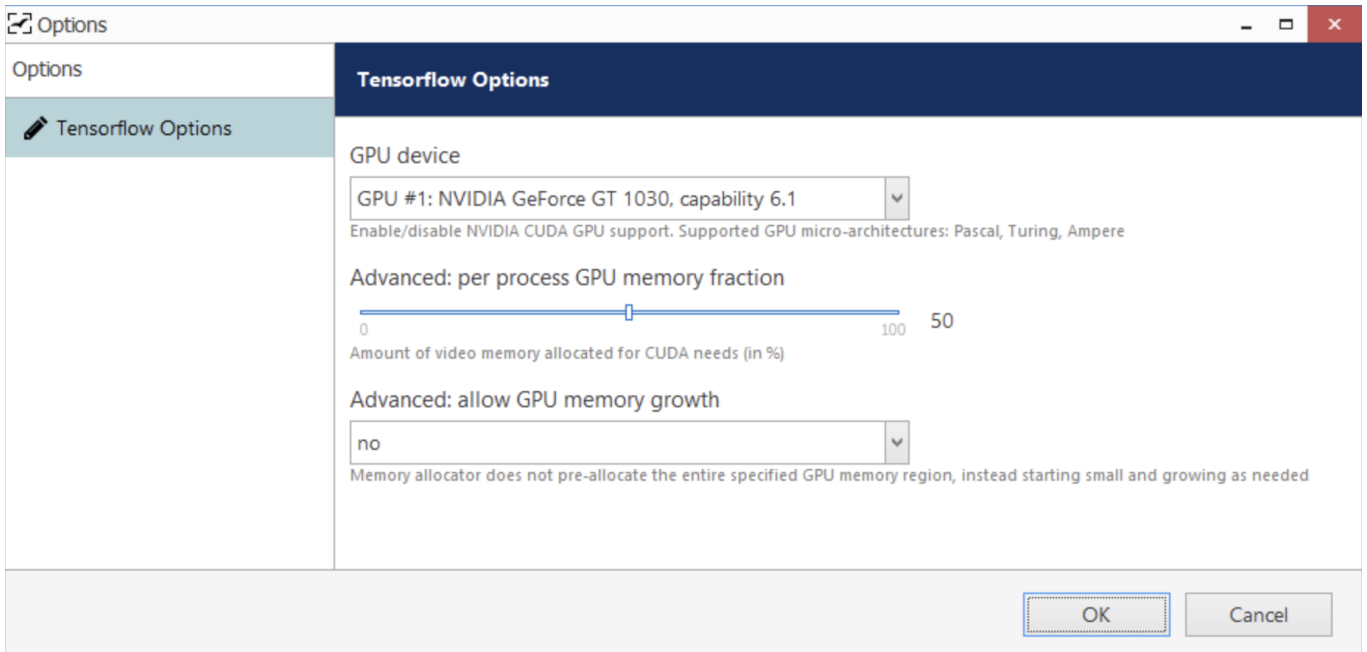 Options
Options
Tensorflow Options
Tensorflow Options
GPU device
GPU #1: NVIDIA GeForce GT 1030, capability 6.1
Enable/disable NVIDIA CUDA GPU support. Supported GPU micro-architectures: Pascal, Turing, Ampere
Advanced: per process GPU memory fraction
0 100 50
Amount of video memory allocated for CUDA needs (in %)
Advanced: allow GPU memory growth
no
Memory allocator does not pre-allocate the entire specified GPU memory region, instead starting small and growing as needed
OK Cancel